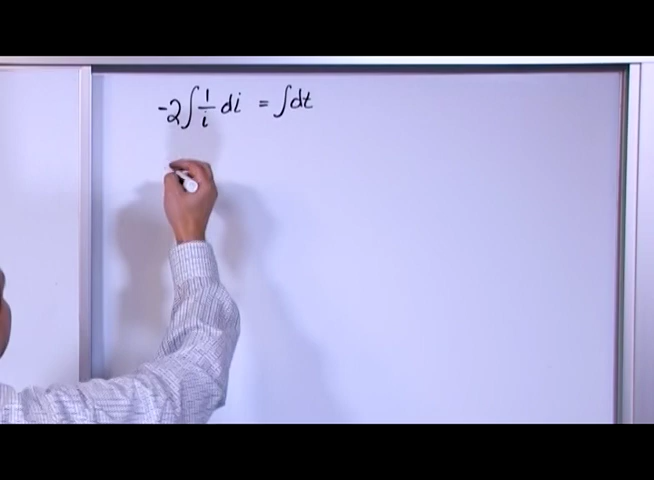 -2∫ 1/i di = ∫dt